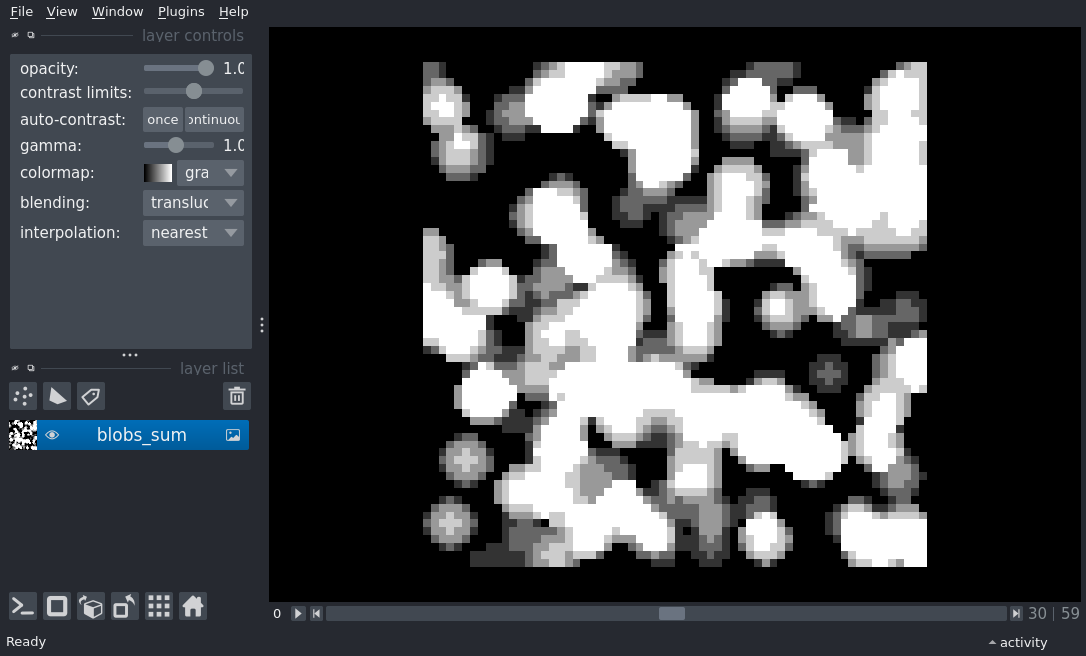 File View Window Plugins Help
layer controls
opacity: 1.0
contrast limits:
auto-contrast: once ontinuou
gamma: 1.0
colormap: gra
blending: transluc
interpolation: nearest
layer list
blobs_sum
0 30 | 59
Ready activity